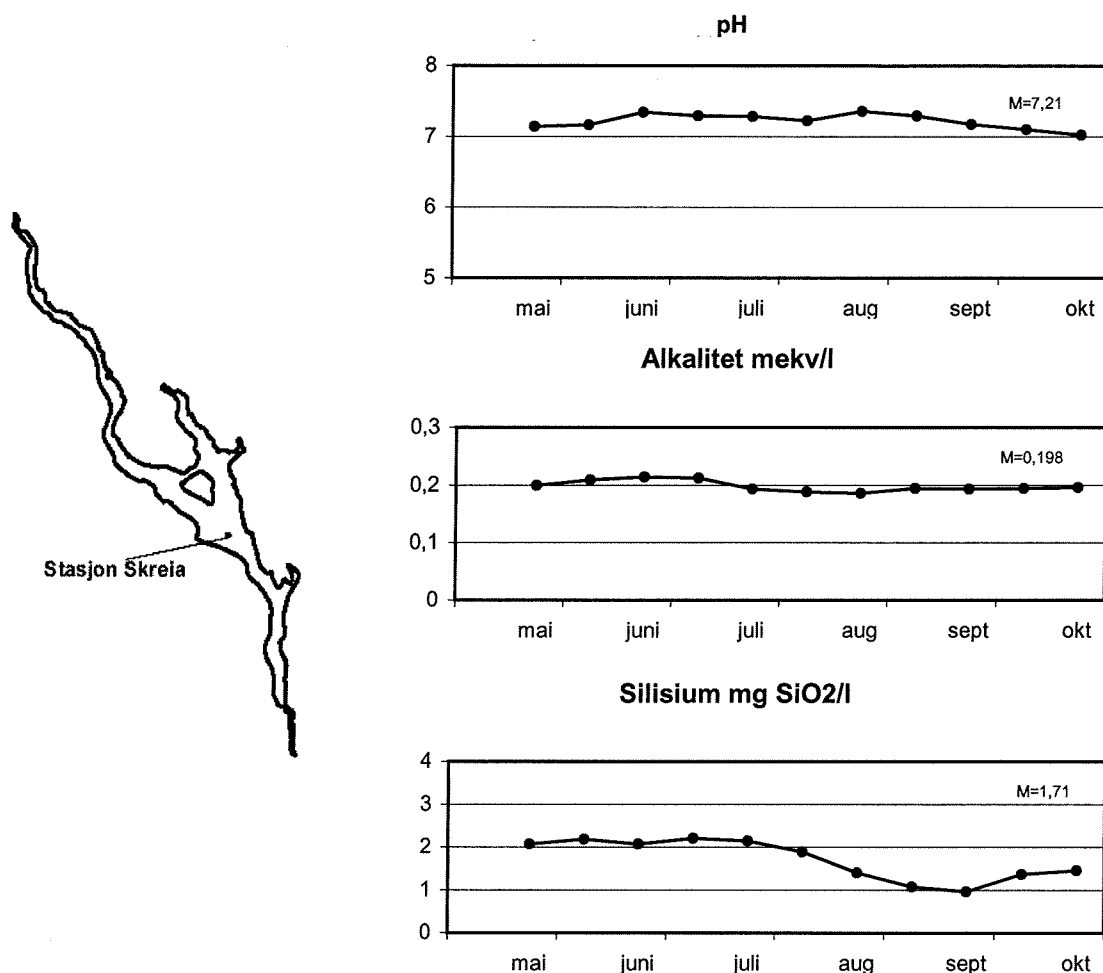 pH
8
M=7,21
7
6
5
mai juni juli aug sept okt
Alkalitet mekv/l
0,3
M=0,198
0,2
0,1
0
mai juni juli aug sept okt
Stasjon Skreia
Silisium mg SiO2/l
4
M=1,71
3
2
1
0
mai juni juli aug sept okt